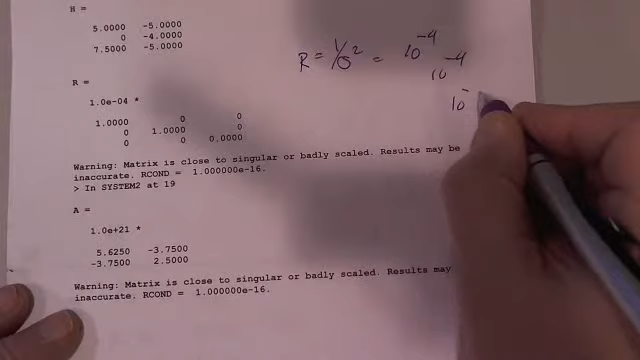 H =
5.0000 -5.0000
0 -4.0000
7.5000 -5.0000
R = 1/σ² = 10⁻⁴
10⁻⁴
10⁻
R =
1.0e-04 *
1.0000 0 0
0 1.0000 0
0 0 0.0000
Warning: Matrix is close to singular or badly scaled. Results may be
inaccurate. RCOND = 1.000000e-16.
> In SYSTEM2 at 19
A =
1.0e+21 *
5.6250 -3.7500
-3.7500 2.5000
Warning: Matrix is close to singular or badly scaled. Results may
inaccurate. RCOND = 1.000000e-16.